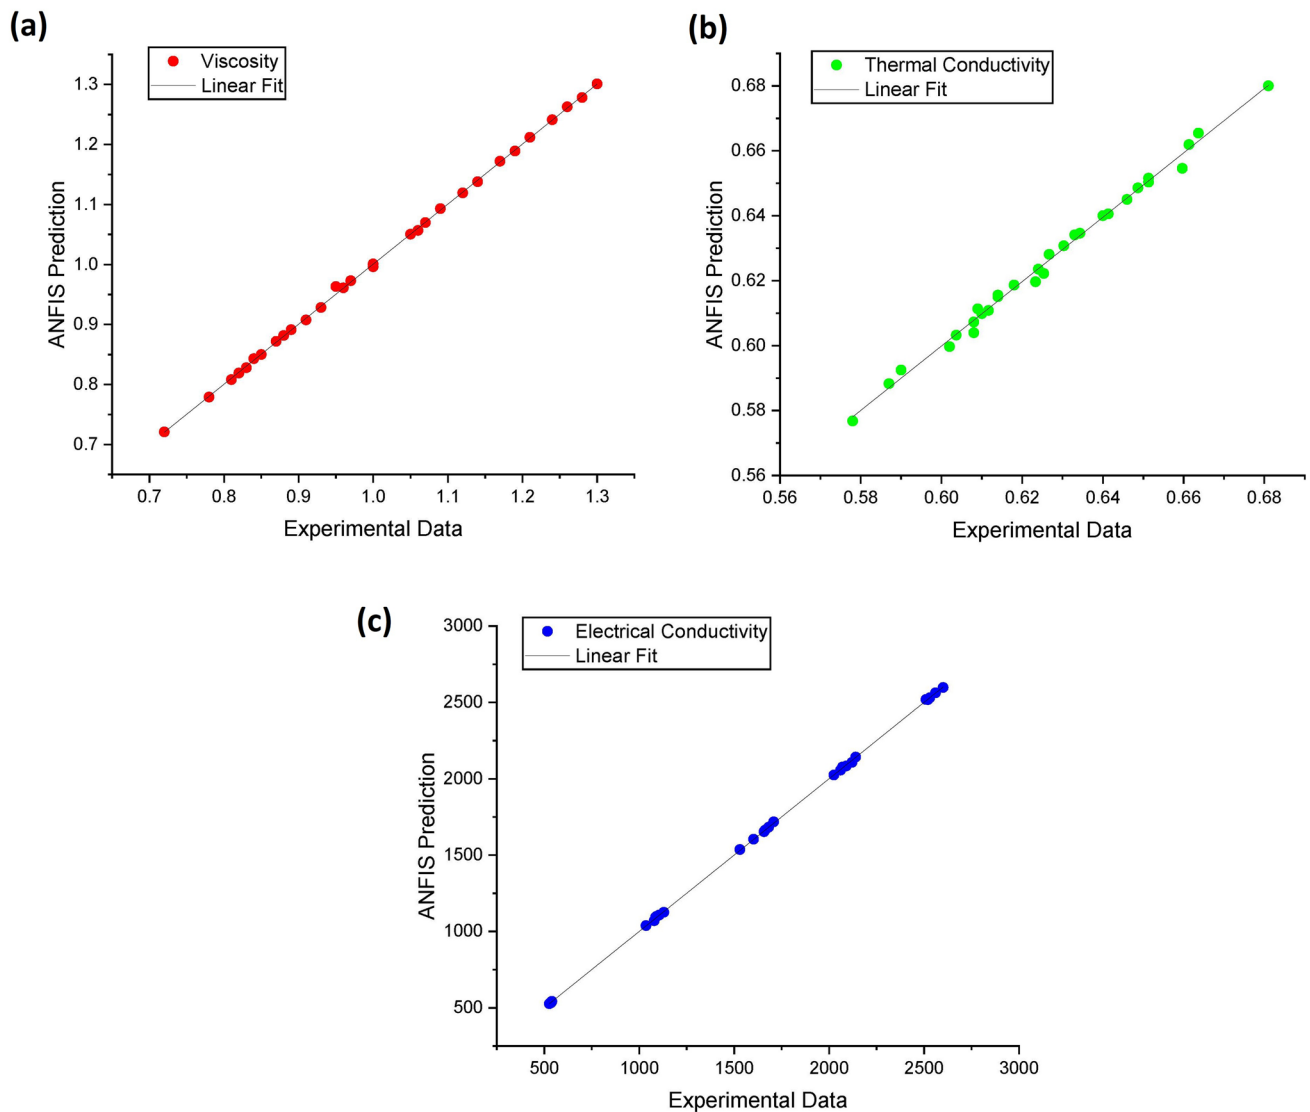 (a)
Viscosity
Linear Fit
1.3
1.2
1.1
1.0
0.9
0.8
0.7
ANFIS Prediction
0.7 0.8 0.9 1.0 1.1 1.2 1.3
Experimental Data
(b)
Thermal Conductivity
Linear Fit
0.68
0.66
0.64
0.62
0.60
0.58
0.56
ANFIS Prediction
0.56 0.58 0.60 0.62 0.64 0.66 0.68
Experimental Data
(c)
Electrical Conductivity
Linear Fit
3000
2500
2000
1500
1000
500
ANFIS Prediction
500 1000 1500 2000 2500 3000
Experimental Data